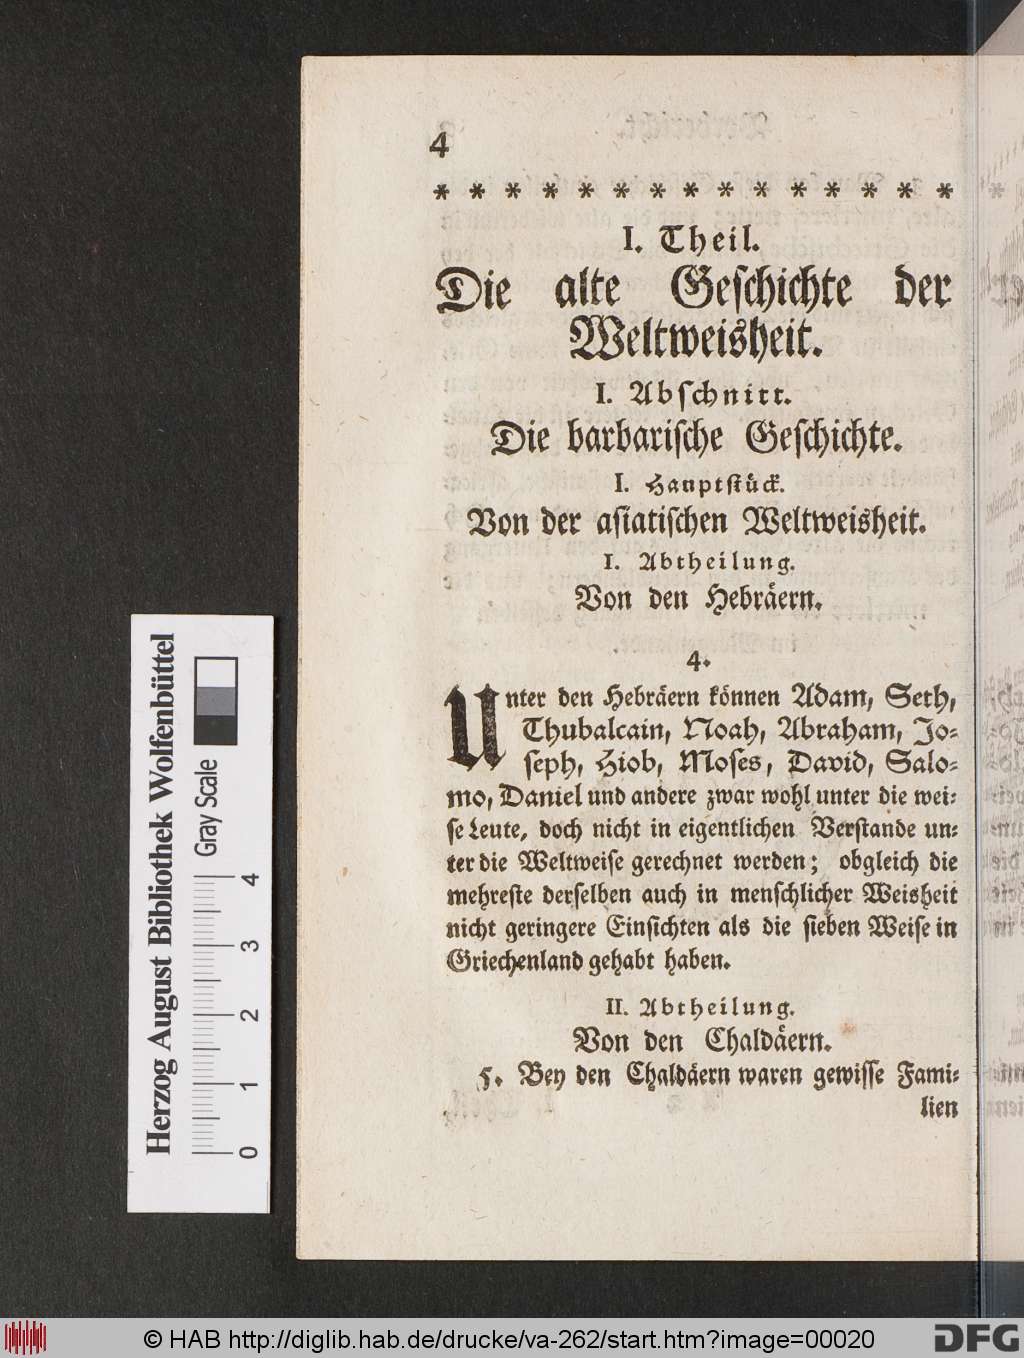 4
* * * * * * * * * * * * * * *
I. Theil.
Die alte Geschichte der
Weltweisheit.
I. Abschnitt.
Die barbarische Geschichte.
I. Hauptstück.
Von der asiatischen Weltweisheit.
I. Abtheilung.
Von den Hebräern.
4.
Unter den Hebräern können Adam, Seth,
Thubalcain, Noah, Abraham, Jo-
seph, Hiob, Moses, David, Salo-
mo, Daniel und andere zwar wohl unter die wei-
se Leute, doch nicht in eigentlichen Verstande un-
ter die Weltweise gerechnet werden; obgleich die
mehreste derselben auch in menschlicher Weisheit
nicht geringere Einsichten als die sieben Weise in
Griechenland gehabt haben.
II. Abtheilung.
Von den Chaldäern.
5. Bey den Chaldäern waren gewisse Fami-
lien
Herzog August Bibliothek Wolfenbüttel
Gray Scale
0 1 2 3 4
© HAB http://diglib.hab.de/drucke/va-262/start.htm?image=00020
DFG